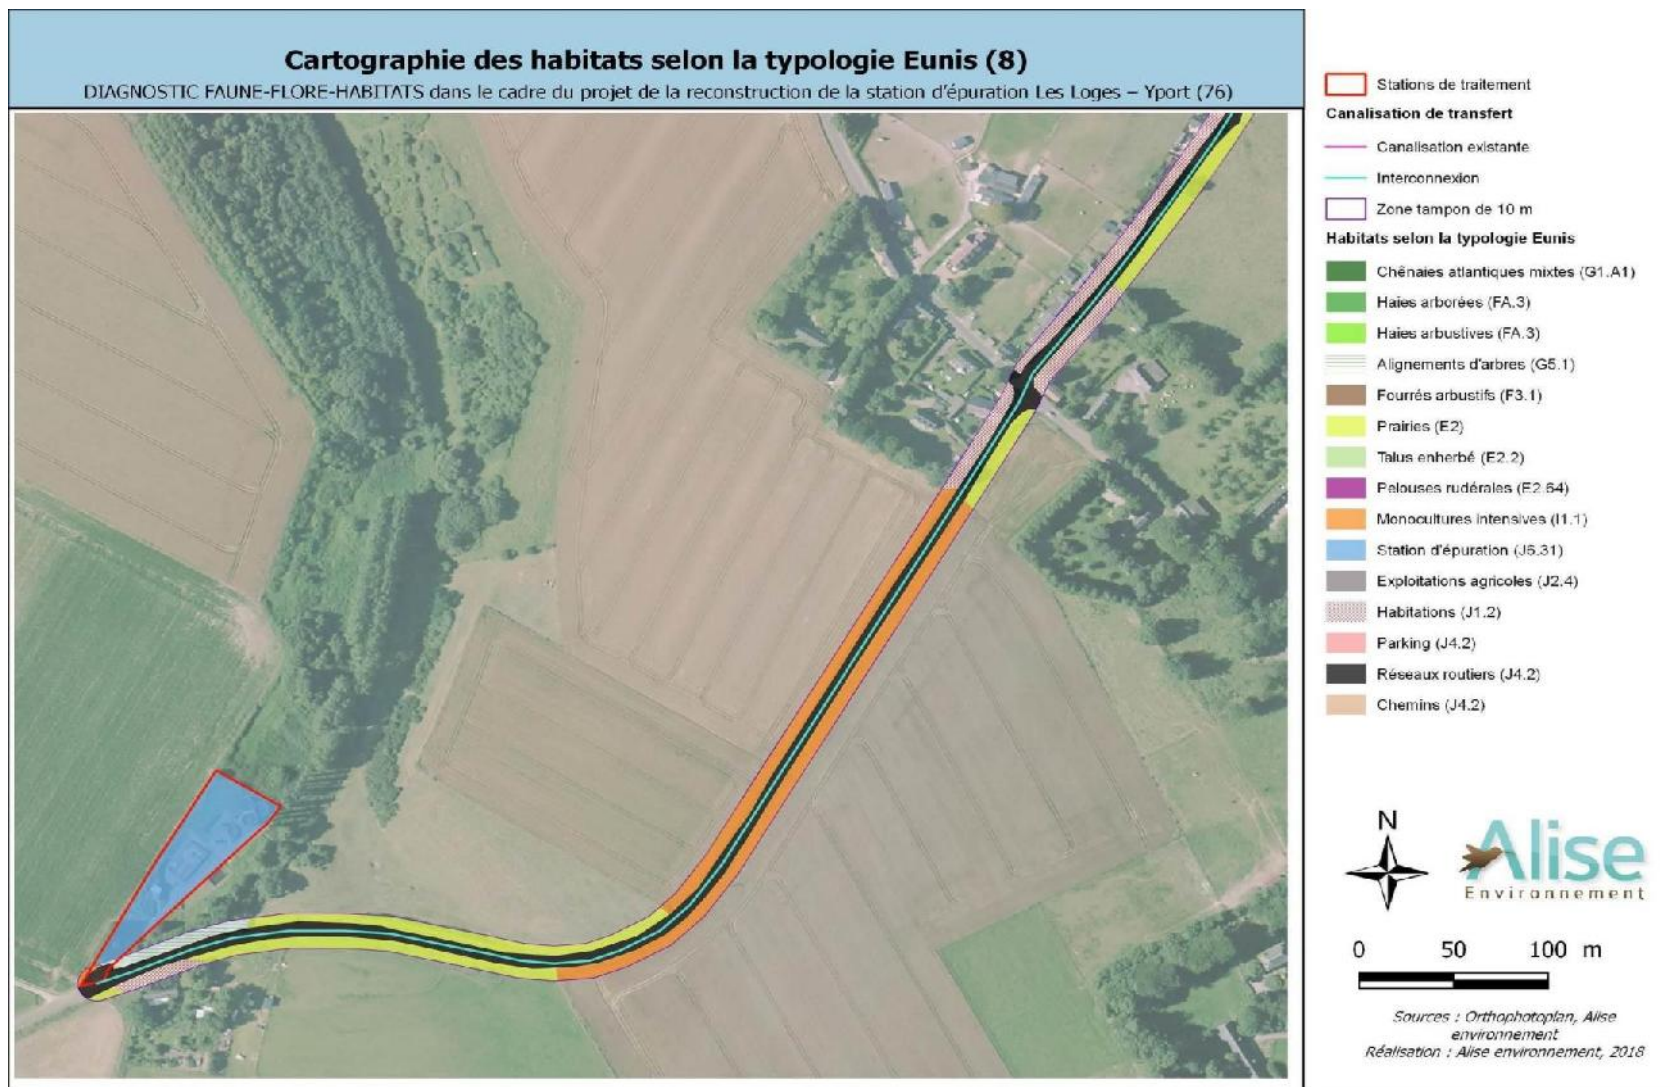 Cartographie des habitats selon la typologie Eunis (8)
DIAGNOSTIC FAUNE-FLORE-HABITATS dans le cadre du projet de la reconstruction de la station d'épuration Les Loges – Yport (76)
Stations de traitement
Canalisation de transfert
Canalisation existante
Interconnexion
Zone tampon de 10 m
Habitats selon la typologie Eunis
Chênaies atlantiques mixtes (G1.A1)
Haies arborées (FA.3)
Haies arbustives (FA.3)
Alignements d'arbres (G5.1)
Fourrés arbustifs (F3.1)
Prairies (E2)
Talus enherbé (E2.2)
Pelouses rudérales (E2.64)
Monocultures intensives (I1.1)
Station d'épuration (J6.31)
Exploitations agricoles (J2.4)
Habitations (J1.2)
Parking (J4.2)
Réseaux routiers (J4.2)
Chemins (J4.2)
N
Alise
Environnement
0 50 100 m
Sources : Orthophotoplan, Alise
environnement
Réalisation : Alise environnement, 2018